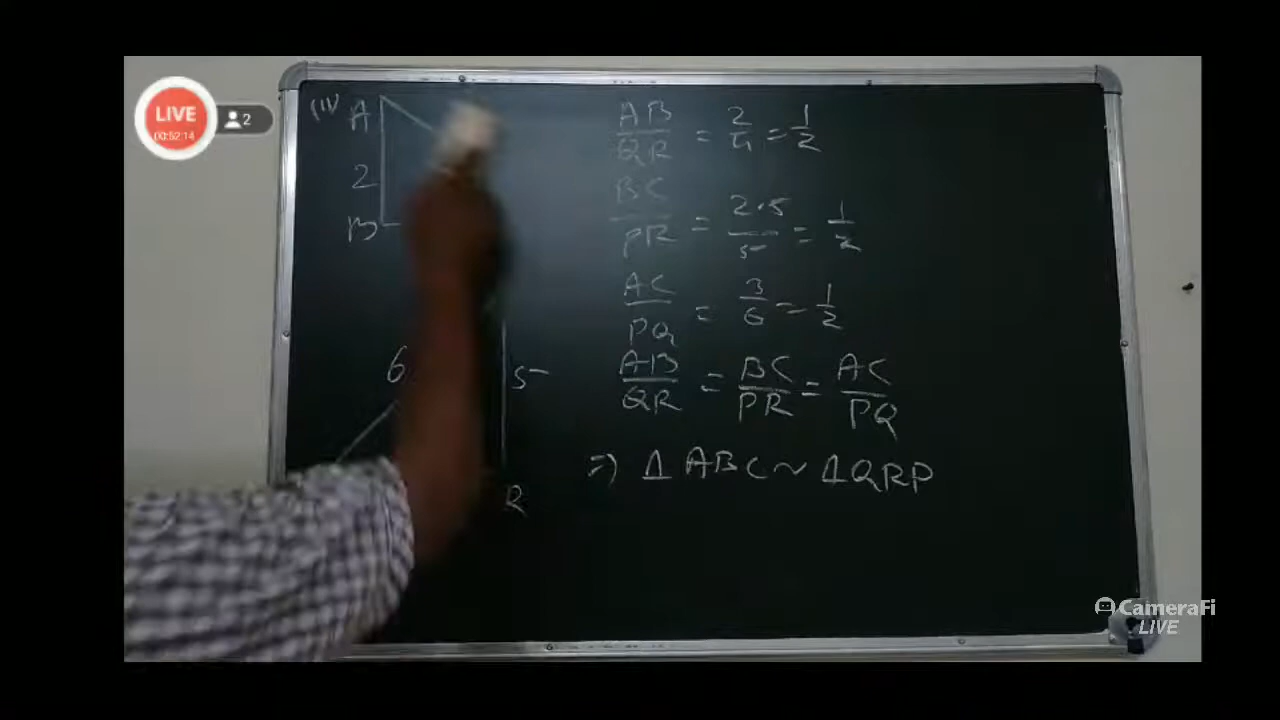 LIVE
00:52:14
2
(ii) A
2
B
6
5
R
AB/QR = 2/4 = 1/2
BC/PR = 2.5/5 = 1/2
AC/PQ = 3/6 = 1/2
AB/QR = BC/PR = AC/PQ
⇒ Δ ABC ~ Δ QRP
CameraFi
LIVE